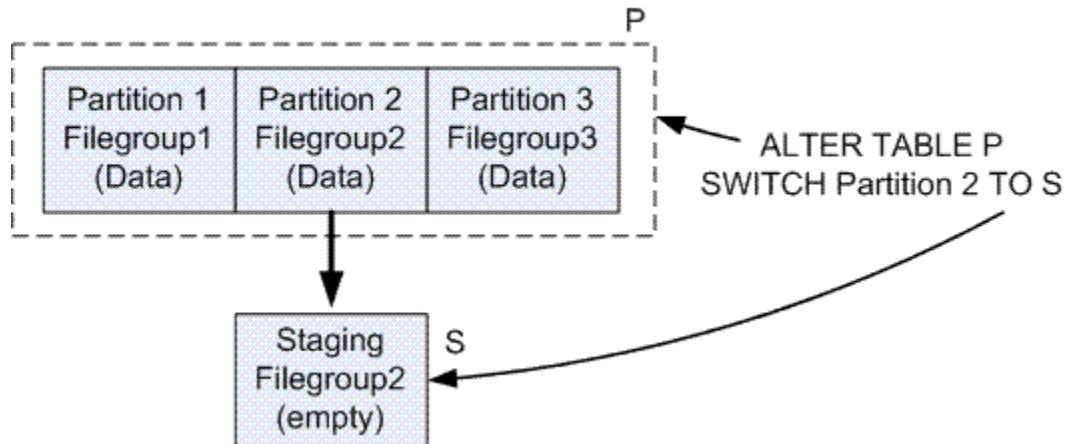 P
Partition 1
Filegroup1
(Data)
Partition 2
Filegroup2
(Data)
Partition 3
Filegroup3
(Data)
ALTER TABLE P
SWITCH Partition 2 TO S
Staging
Filegroup2
(empty)
S